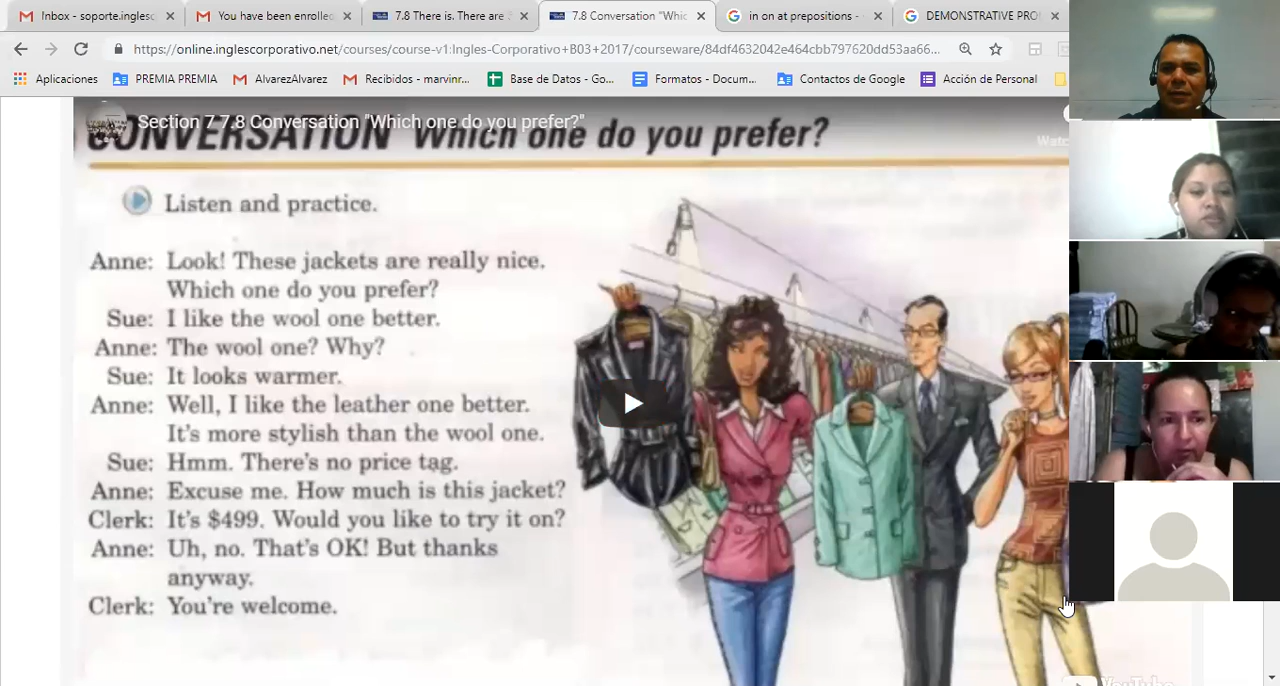 Inbox - soporte.inglesc
You have been enrolled
7.8 There is. There are
7.8 Conversation "Whic
in on at prepositions -
DEMONSTRATIVE PRO
https://online.inglescorporativo.net/courses/course-v1:Ingles-Corporativo+B03+2017/courseware/84df4632042e464cbb797620dd53aa66...
Aplicaciones
PREMIA PREMIA
AlvarezAlvarez
Recibidos - marvinr...
Base de Datos - Go...
Formatos - Docum...
Contactos de Google
Acción de Personal
Section 7 7.8 Conversation "Which one do you prefer?"
CONVERSATION Which one do you prefer?
Watc
Listen and practice.
Anne: Look! These jackets are really nice.
Which one do you prefer?
Sue: I like the wool one better.
Anne: The wool one? Why?
Sue: It looks warmer.
Anne: Well, I like the leather one better.
It's more stylish than the wool one.
Sue: Hmm. There's no price tag.
Anne: Excuse me. How much is this jacket?
Clerk: It's $499. Would you like to try it on?
Anne: Uh, no. That's OK! But thanks
anyway.
Clerk: You're welcome.
YouTube